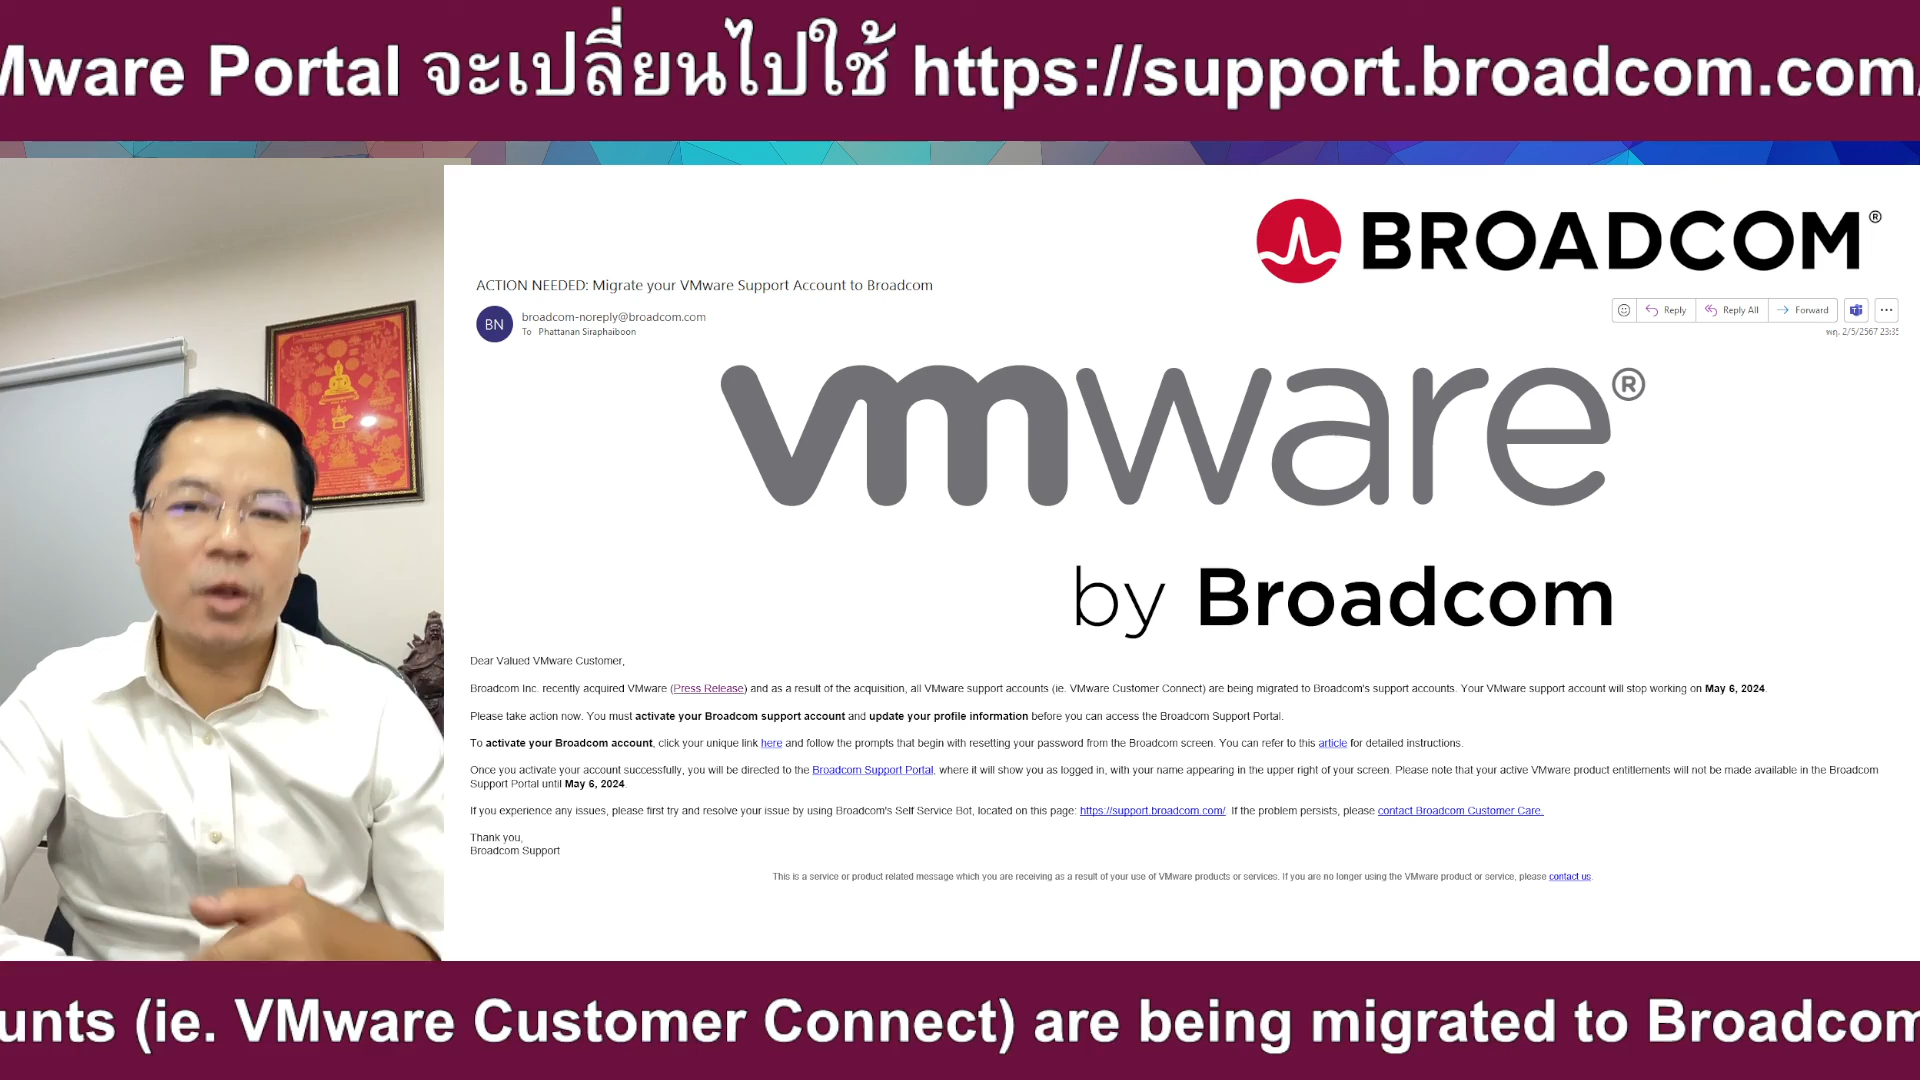 Mware Portal จะเปลี่ยนไปใช้ https://support.broadcom.com/
BROADCOM®
ACTION NEEDED: Migrate your VMware Support Account to Broadcom
BN
broadcom-noreply@broadcom.com
To Phattanan Siraphaiboon
Reply
Reply All
Forward
พฤ. 2/5/2567 23:35
vmware®
by Broadcom
Dear Valued VMware Customer,
Broadcom Inc. recently acquired VMware (Press Release) and as a result of the acquisition, all VMware support accounts (ie. VMware Customer Connect) are being migrated to Broadcom's support accounts. Your VMware support account will stop working on May 6, 2024.
Please take action now. You must activate your Broadcom support account and update your profile information before you can access the Broadcom Support Portal.
To activate your Broadcom account, click your unique link here and follow the prompts that begin with resetting your password from the Broadcom screen. You can refer to this article for detailed instructions.
Once you activate your account successfully, you will be directed to the Broadcom Support Portal, where it will show you as logged in, with your name appearing in the upper right of your screen. Please note that your active VMware product entitlements will not be made available in the Broadcom
Support Portal until May 6, 2024.
If you experience any issues, please first try and resolve your issue by using Broadcom's Self Service Bot, located on this page: https://support.broadcom.com/. If the problem persists, please contact Broadcom Customer Care.
Thank you,
Broadcom Support
This is a service or product related message which you are receiving as a result of your use of VMware products or services. If you are no longer using the VMware product or service, please contact us.
unts (ie. VMware Customer Connect) are being migrated to Broadcom